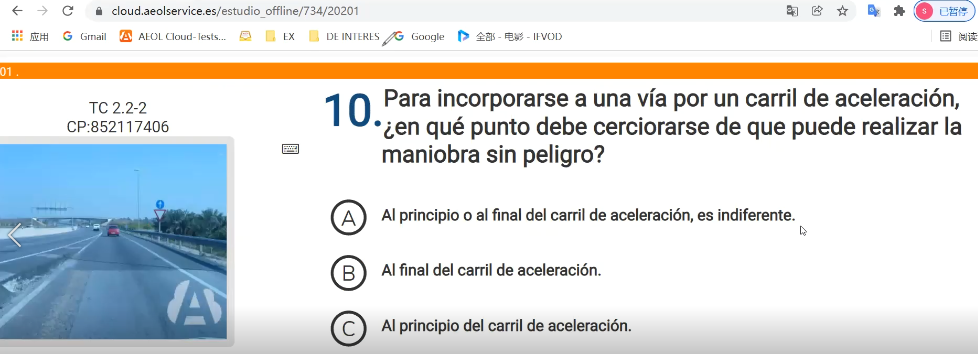 cloud.aeolservice.es/estudio_offline/734/20201
S 已暂停
应用 Gmail AEOL Cloud-Tests... EX DE INTERES Google 全部 - 电影 - IFVOD 阅读
01 .
TC 2.2-2
CP:852117406
10. Para incorporarse a una vía por un carril de aceleración,
¿en qué punto debe cerciorarse de que puede realizar la
maniobra sin peligro?
A Al principio o al final del carril de aceleración, es indiferente.
B Al final del carril de aceleración.
C Al principio del carril de aceleración.